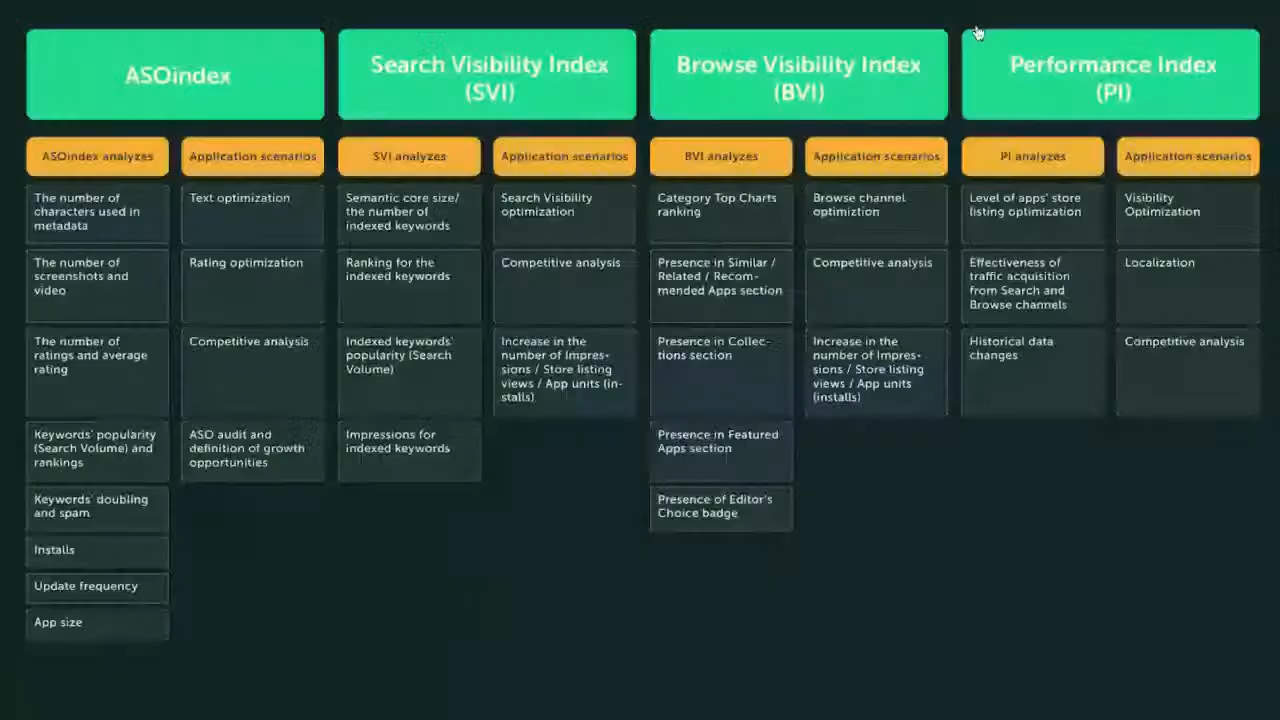 ASOindex
Search Visibility Index
(SVI)
Browse Visibility Index
(BVI)
Performance Index
(PI)
ASOindex analyzes
Application scenarios
SVI analyzes
Application scenarios
BVI analyzes
Application scenarios
PI analyzes
Application scenarios
The number of
characters used in
metadata
Text optimization
Semantic core size/
the number of
indexed keywords
Search Visibility
optimization
Category Top Charts
ranking
Browse channel
optimiztion
Level of apps' store
listing optimization
Visibility
Optimization
The number of
screenshots and
video
Rating optimization
Ranking for the
indexed keywords
Competitive analysis
Presence in Similar /
Related / Recom-
mended Apps section
Competitive analysis
Effectiveness of
traffic acquisition
from Search and
Browse channels
Localization
The number of
ratings and average
rating
Competitive analysis
Indexed keywords'
popularity (Search
Volume)
Increase in the
number of Impres-
sions / Store listing
views / App units (in-
stalls)
Presence in Collec-
tions section
Increase in the
number of Impres-
sions / Store listing
views / App units
(installs)
Historical data
changes
Competitive analysis
Keywords' popularity
(Search Volume) and
rankings
ASO audit and
definition of growth
opportunities
Impressions for
indexed keywords
Presence in Featured
Apps section
Keywords' doubling
and spam
Presence of Editor's
Choice badge
Installs
Update frequency
App size